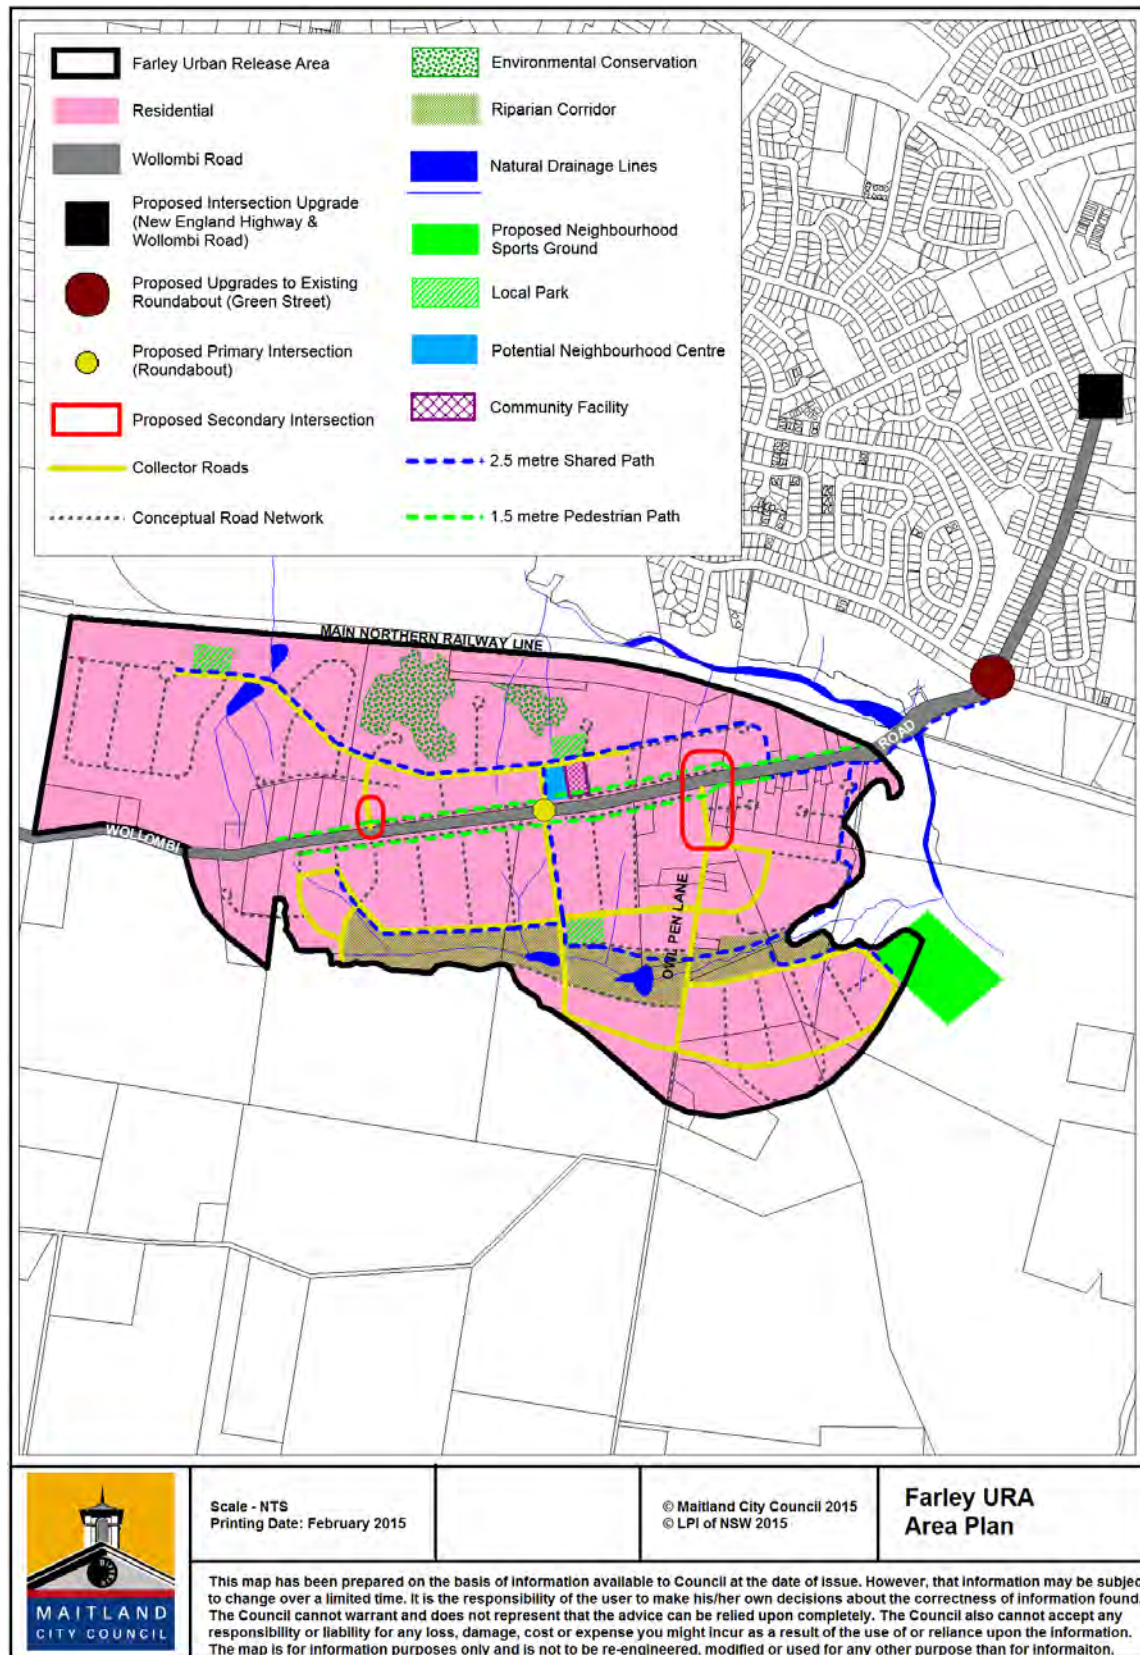 Farley Urban Release Area
Residential
Wollombi Road
Proposed Intersection Upgrade
(New England Highway &
Wollombi Road)
Proposed Upgrades to Existing
Roundabout (Green Street)
Proposed Primary Intersection
(Roundabout)
Proposed Secondary Intersection
Collector Roads
Conceptual Road Network
Environmental Conservation
Riparian Corridor
Natural Drainage Lines
Proposed Neighbourhood
Sports Ground
Local Park
Potential Neighbourhood Centre
Community Facility
2.5 metre Shared Path
1.5 metre Pedestrian Path
MAIN NORTHERN RAILWAY LINE
ROAD
WOLLOMBI
OWL PEN LANE
MAITLAND
CITY COUNCIL
Scale - NTS
Printing Date: February 2015
© Maitland City Council 2015
© LPI of NSW 2015
Farley URA
Area Plan
This map has been prepared on the basis of information available to Council at the date of issue. However, that information may be subjec
to change over a limited time. It is the responsibility of the user to make his/her own decisions about the correctness of information found.
The Council cannot warrant and does not represent that the advice can be relied upon completely. The Council also cannot accept any
responsibility or liability for any loss, damage, cost or expense you might incur as a result of the use of or reliance upon the information.
The map is for information purposes only and is not to be re-engineered, modified or used for any other purpose than for informaiton.